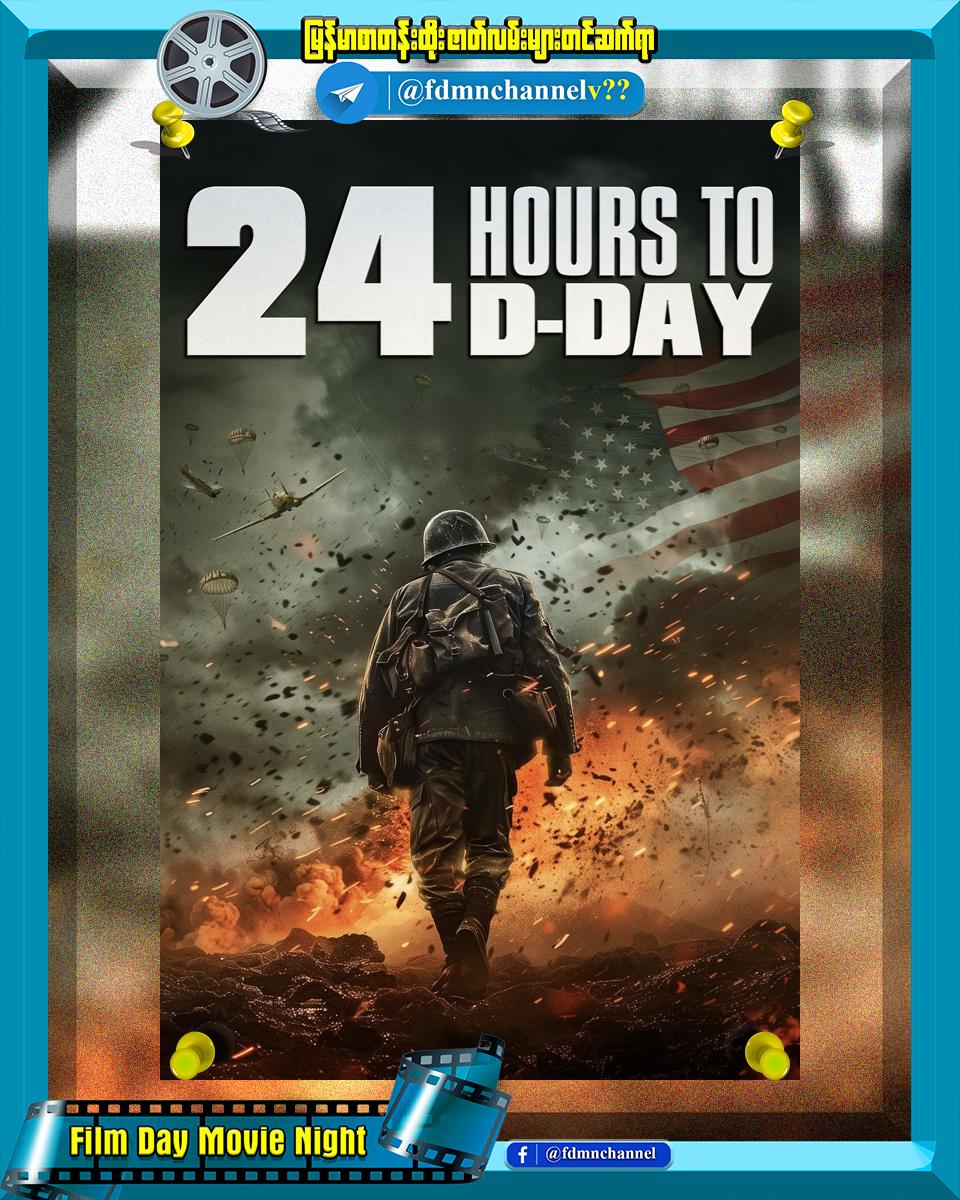 မြန်မာစာတန်းထိုးဇာတ်လမ်းများတင်ဆက်ရာ
@fdmnchannelv??
24 HOURS TO
D-DAY
Film Day Movie Night
@fdmnchannel